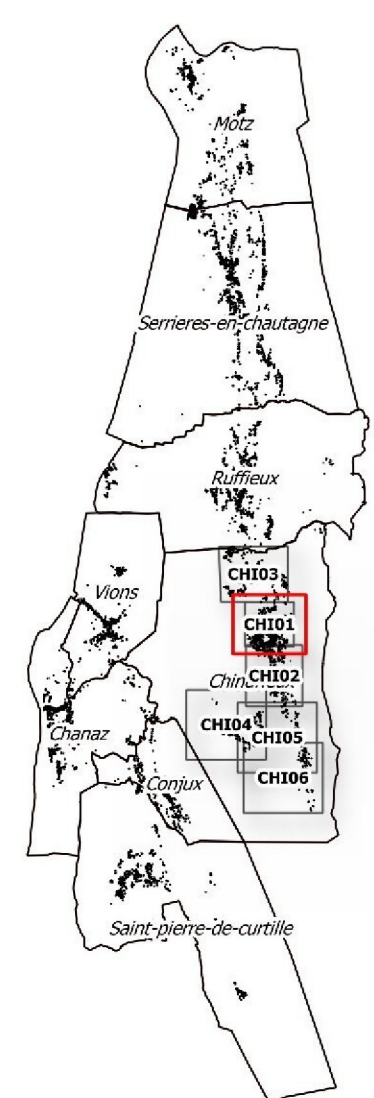 Motz
Serrieres-en-chautagne
Ruffieux
CHI03
Vions
CHI01
CHI02
CHI04
Chanaz
CHI05
Conjux
CHI06
Saint-pierre-de-curtille